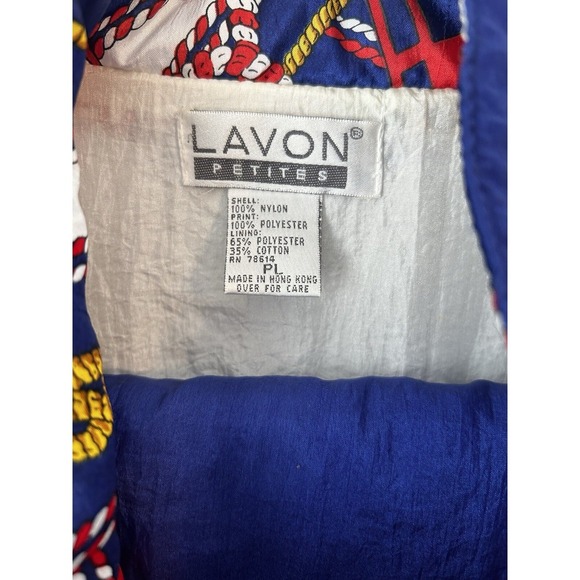 LAVON®
PETITES
SHELL:
100% NYLON
PRINT:
100% POLYESTER
LINING:
65% POLYESTER
35% COTTON
RN 78614
PL
MADE IN HONG KONG
OVER FOR CARE